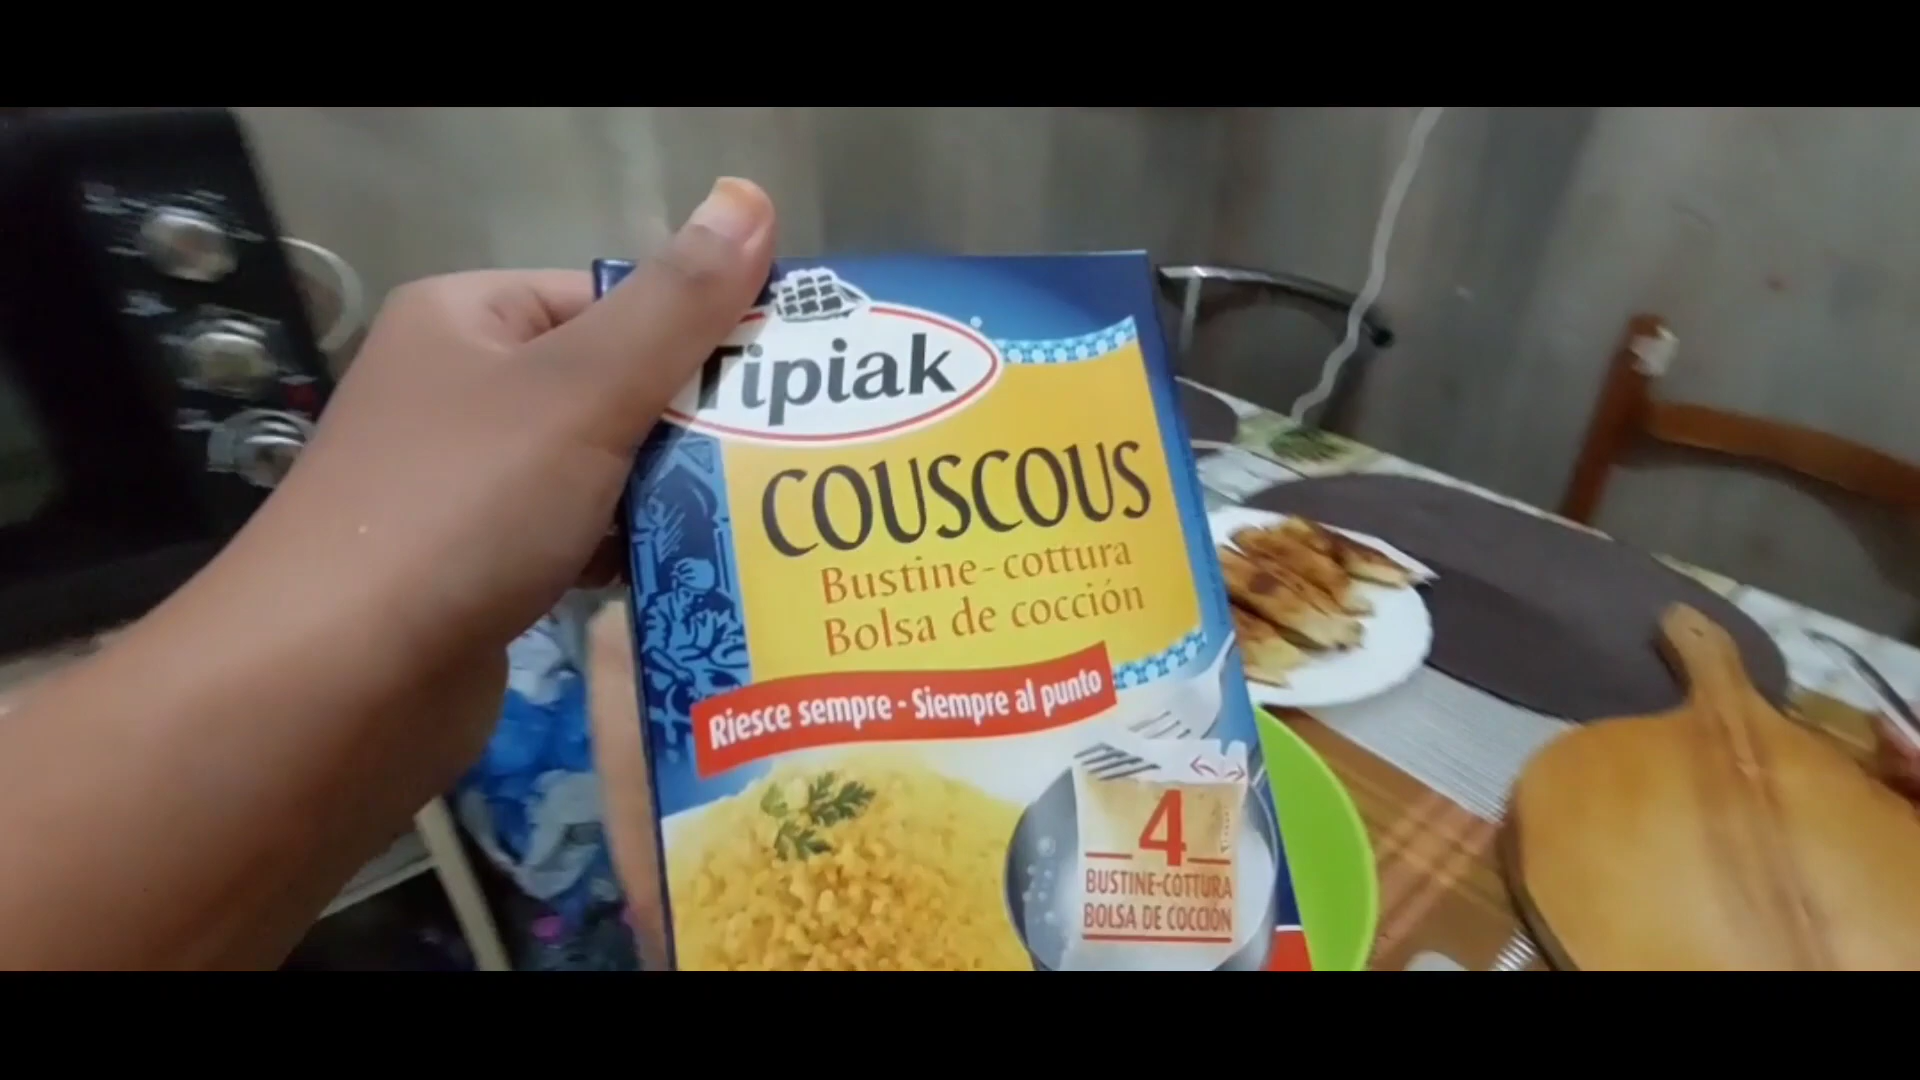 Tipiak
COUSCOUS
Bustine-cottura
Bolsa de cocción
Riesce sempre - Siempre al punto
4
BUSTINE-COTTURA
BOLSA DE COCCIÓN